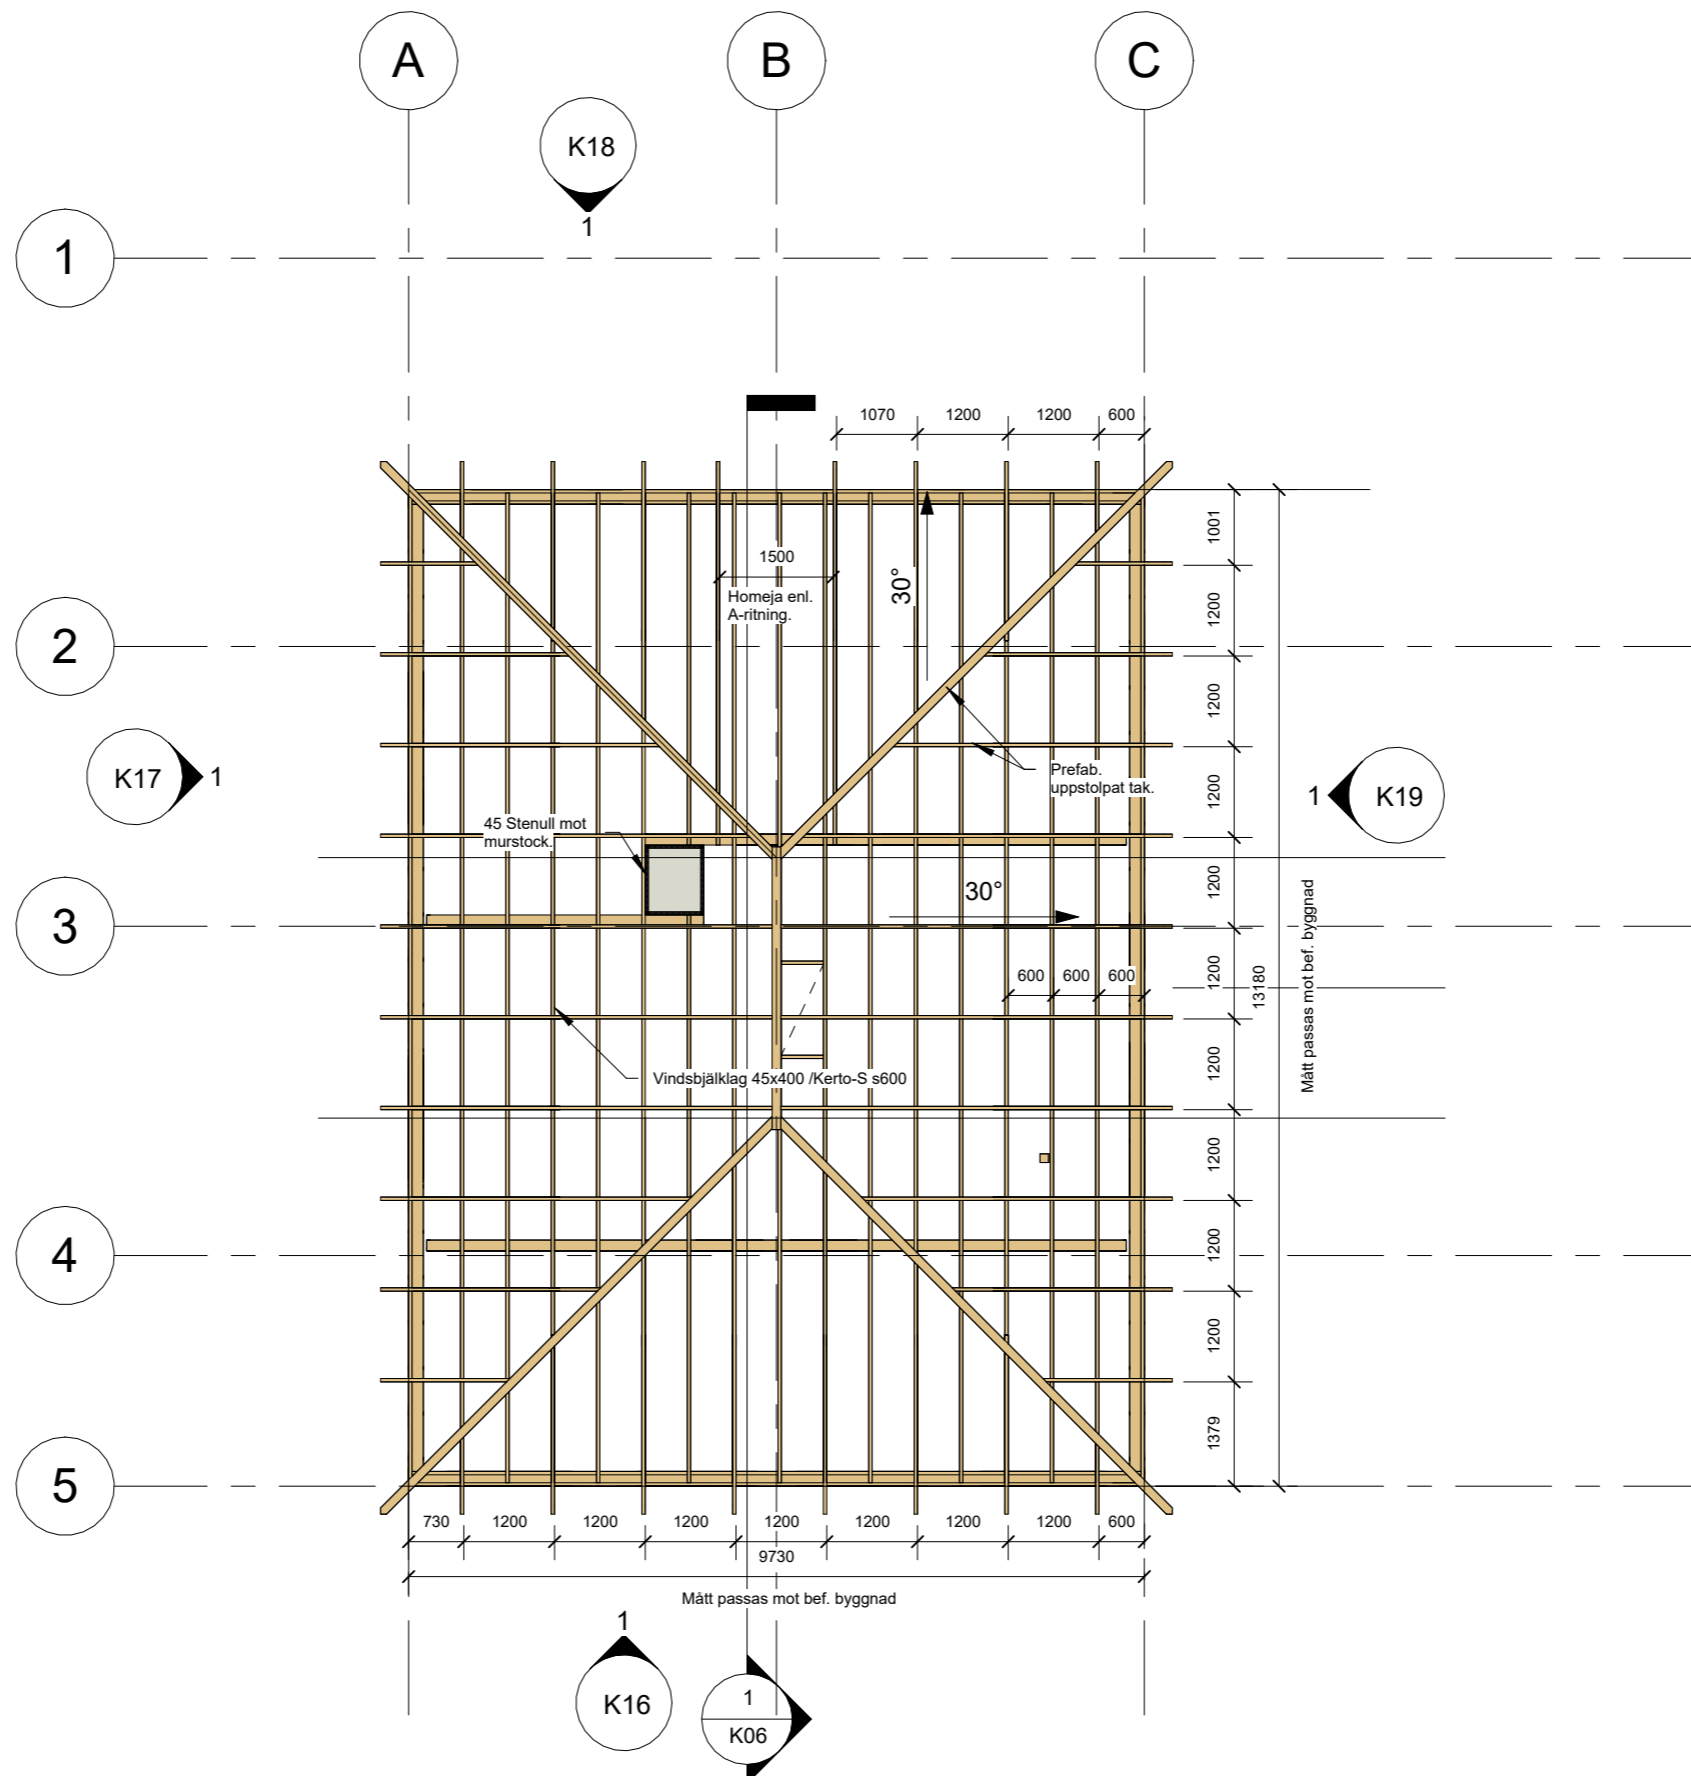 A
B
C
K18
1
1
1070
1200
1200
600
1001
1500
Homeja enl.
A-ritning.
30°
1200
2
1200
K17
1
Prefab.
uppstolpat tak.
1200
1
K19
45 Stenull mot
murstock.
30°
1200
3
Mått passas mot bef. byggnad
600
600
600
1200
13180
Vindsbjälklag 45x400 /Kerto-S s600
1200
1200
4
1200
1200
1379
5
730
1200
1200
1200
1200
1200
1200
1200
600
9730
Mått passas mot bef. byggnad
1
K16
1
K06